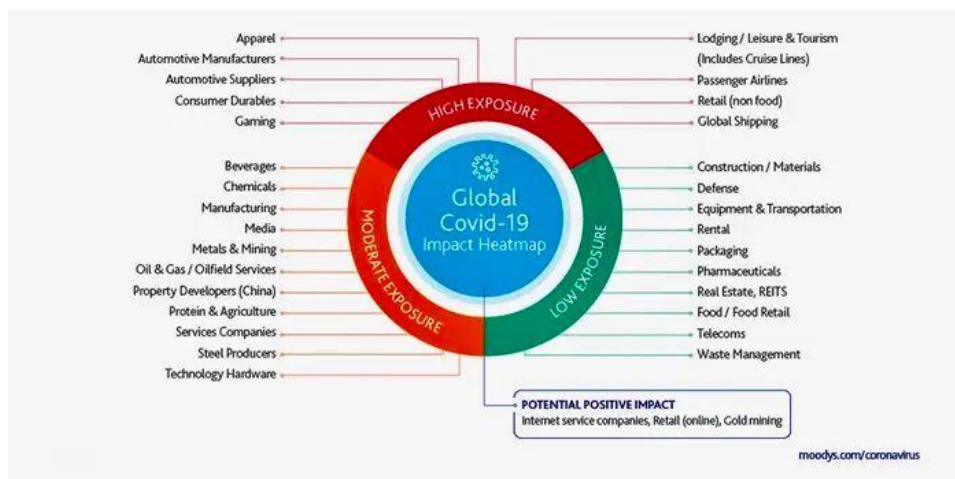 Apparel
Automotive Manufacturers
Automotive Suppliers
Consumer Durables
Gaming
Lodging / Leisure & Tourism
(Includes Cruise Lines)
Passenger Airlines
Retail (non food)
Global Shipping
HIGH EXPOSURE
Beverages
Chemicals
Manufacturing
Media
Metals & Mining
Oil & Gas / Oilfield Services
Property Developers (China)
Protein & Agriculture
Services Companies
Steel Producers
Technology Hardware
MODERATE EXPOSURE
Global
Covid-19
Impact Heatmap
LOW EXPOSURE
Construction / Materials
Defense
Equipment & Transportation
Rental
Packaging
Pharmaceuticals
Real Estate, REITS
Food / Food Retail
Telecoms
Waste Management
POTENTIAL POSITIVE IMPACT
Internet service companies, Retail (online), Gold mining
moodys.com/coronavirus